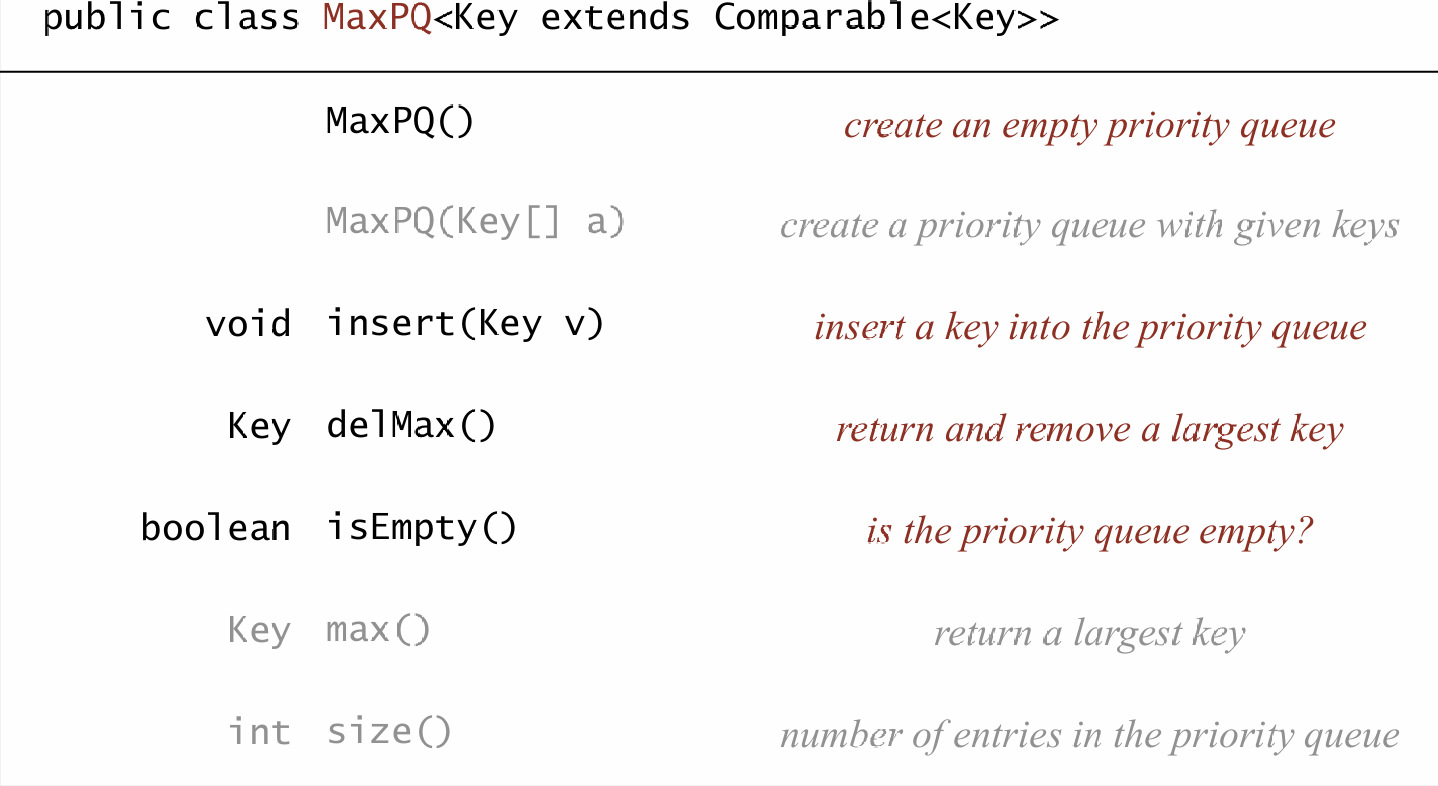 public class MaxPQ<Key extends Comparable<Key>>
MaxPQ() create an empty priority queue
MaxPQ(Key[] a) create a priority queue with given keys
void insert(Key v) insert a key into the priority queue
Key delMax() return and remove a largest key
boolean isEmpty() is the priority queue empty?
Key max() return a largest key
int size() number of entries in the priority queue